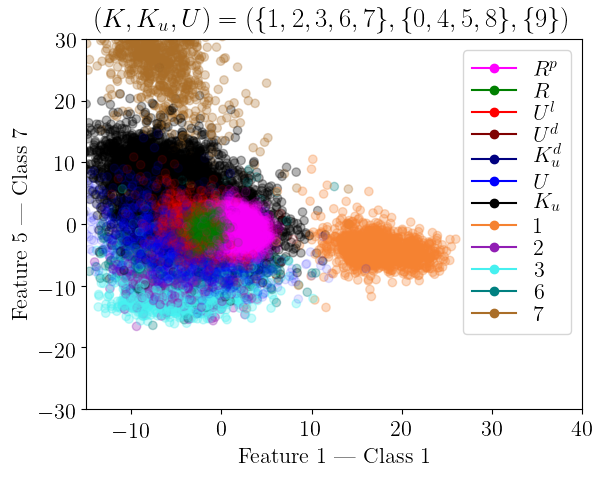 (K, K_u, U) = ({1, 2, 3, 6, 7}, {0, 4, 5, 8}, {9})
30
20
10
0
−10
−20
−30
Feature 5 — Class 7
−10
0
10
20
30
40
Feature 1 — Class 1
R^p
R
U^l
U^d
K_u^d
U
K_u
1
2
3
6
7